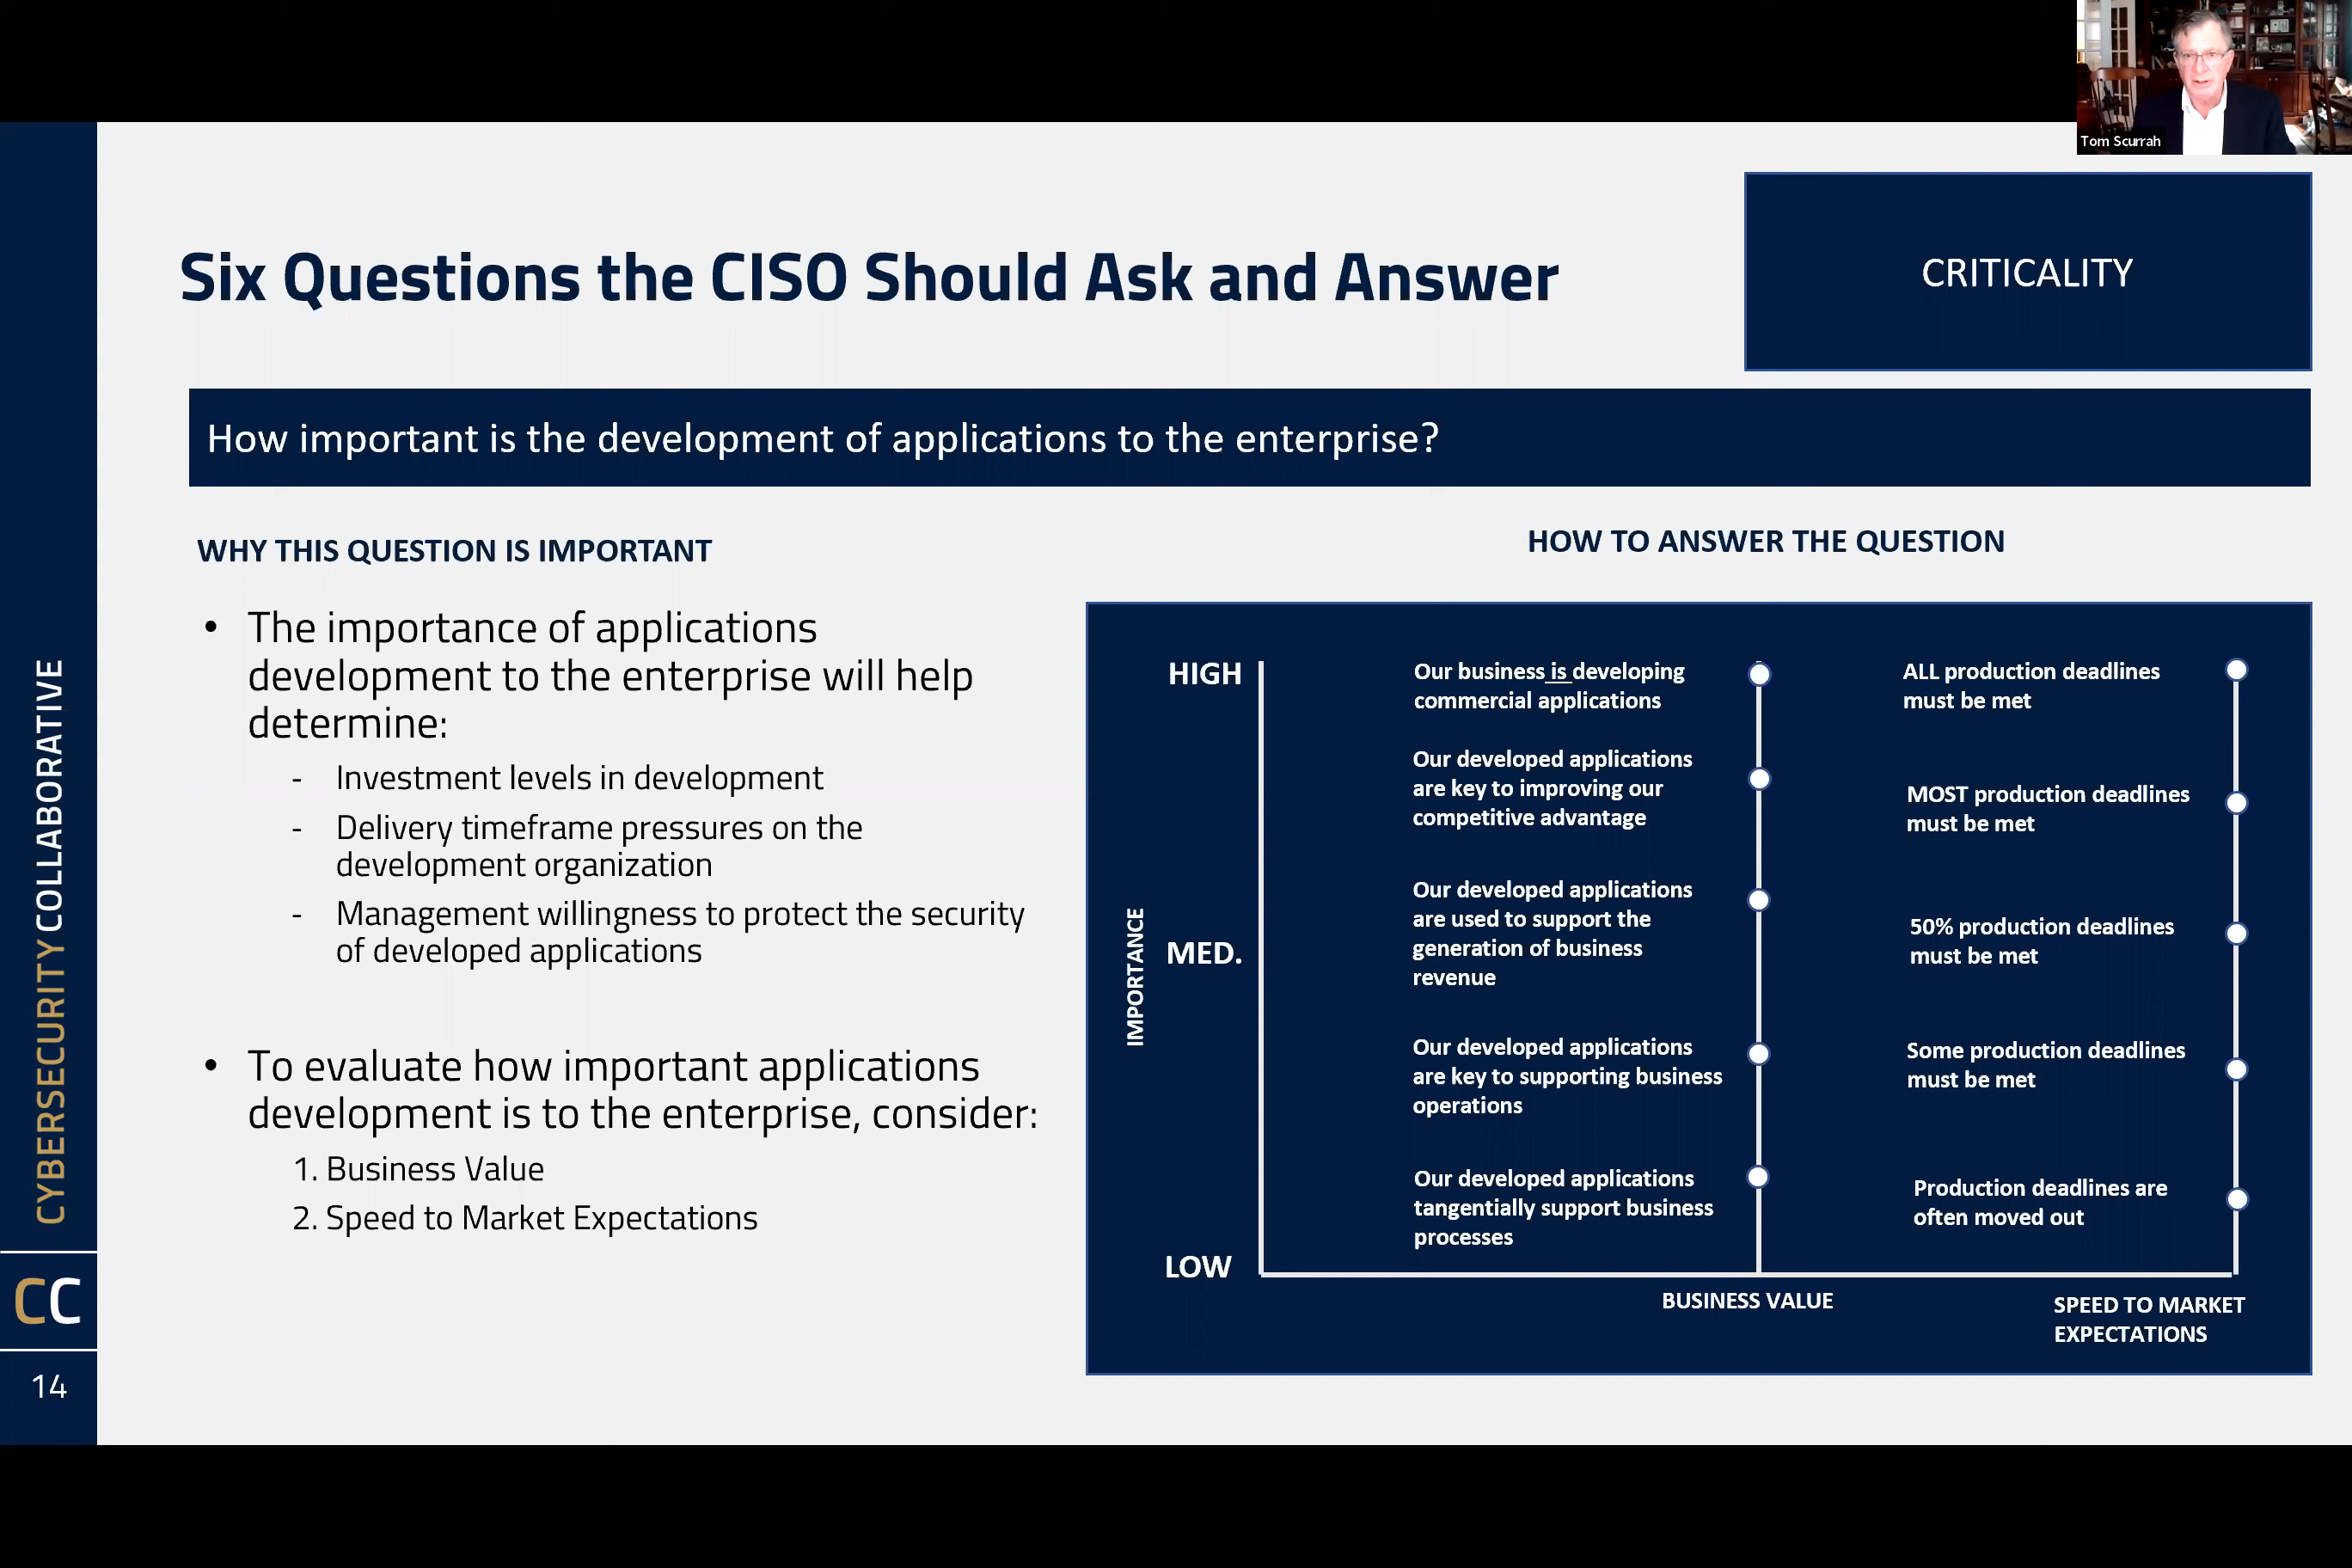 Tom Scurrah
CRITICALITY
Six Questions the CISO Should Ask and Answer
How important is the development of applications to the enterprise?
WHY THIS QUESTION IS IMPORTANT
• The importance of applications
development to the enterprise will help
determine:
- Investment levels in development
- Delivery timeframe pressures on the
development organization
- Management willingness to protect the security
of developed applications
• To evaluate how important applications
development is to the enterprise, consider:
1. Business Value
2. Speed to Market Expectations
HOW TO ANSWER THE QUESTION
IMPORTANCE
HIGH
MED.
LOW
Our business is developing
commercial applications
Our developed applications
are key to improving our
competitive advantage
Our developed applications
are used to support the
generation of business
revenue
Our developed applications
are key to supporting business
operations
Our developed applications
tangentially support business
processes
BUSINESS VALUE
ALL production deadlines
must be met
MOST production deadlines
must be met
50% production deadlines
must be met
Some production deadlines
must be met
Production deadlines are
often moved out
SPEED TO MARKET
EXPECTATIONS
CYBERSECURITY COLLABORATIVE
CC
14